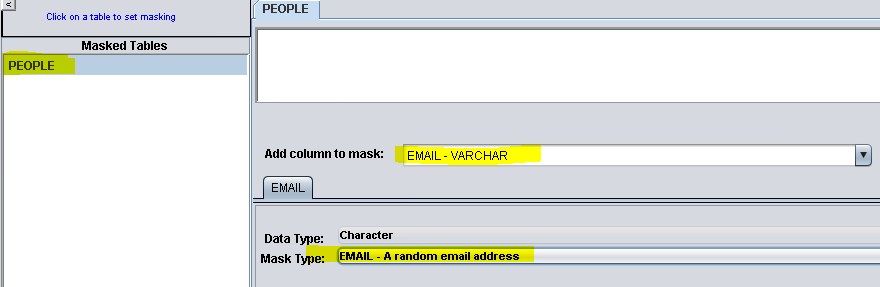 <
Click on a table to set masking
Masked Tables
PEOPLE
PEOPLE
Add column to mask: EMAIL - VARCHAR
EMAIL
Data Type: Character
Mask Type: EMAIL - A random email address